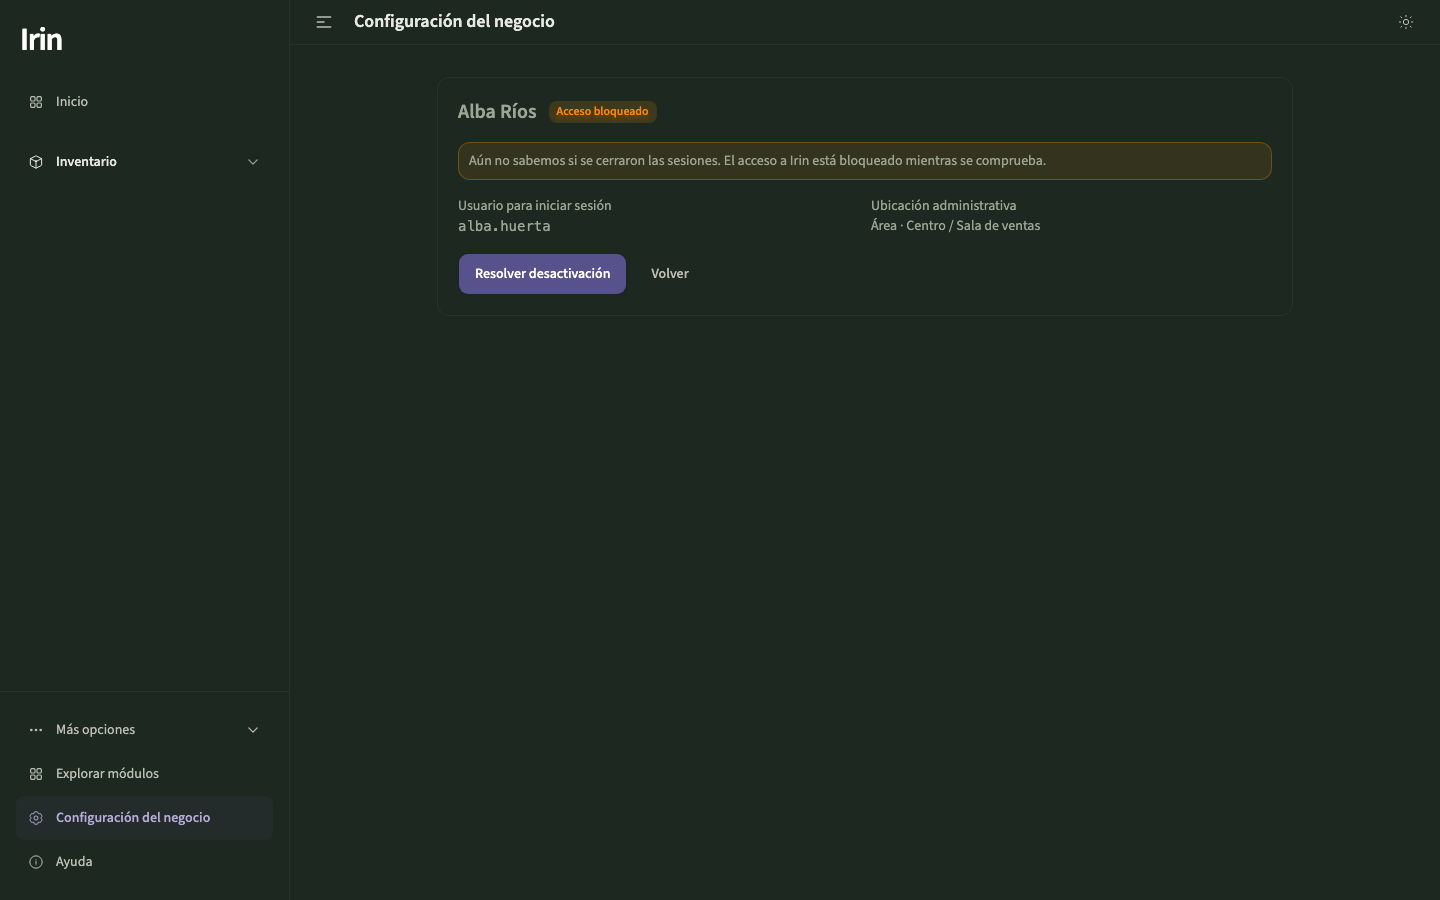 Irin
Inicio
Inventario
Más opciones
Explorar módulos
Configuración del negocio
Ayuda
Configuración del negocio
Alba Ríos
Acceso bloqueado
Aún no sabemos si se cerraron las sesiones. El acceso a Irin está bloqueado mientras se comprueba.
Usuario para iniciar sesión
alba.huerta
Ubicación administrativa
Área · Centro / Sala de ventas
Resolver desactivación
Volver